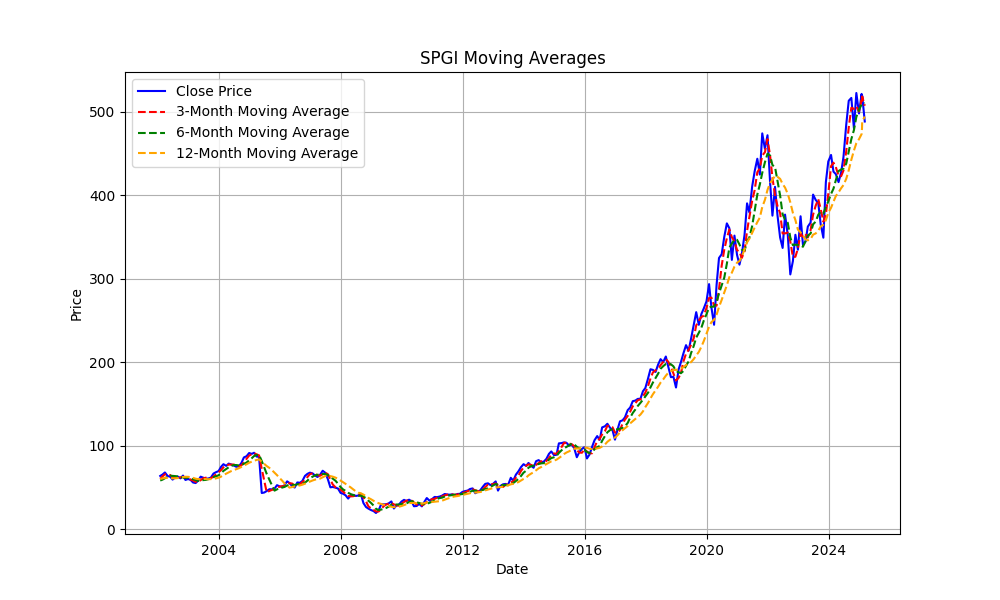 SPGI Moving Averages
Close Price
3-Month Moving Average
6-Month Moving Average
12-Month Moving Average
500
400
300
200
100
0
Price
2004 2008 2012 2016 2020 2024
Date